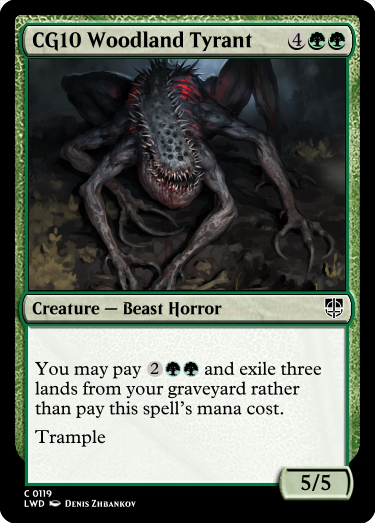 CG10 Woodland Tyrant 4
Creature — Beast Horror
You may pay 2 and exile three
lands from your graveyard rather
than pay this spell's mana cost.
Trample
5/5
C 0119
LWD Denis Zhbankov